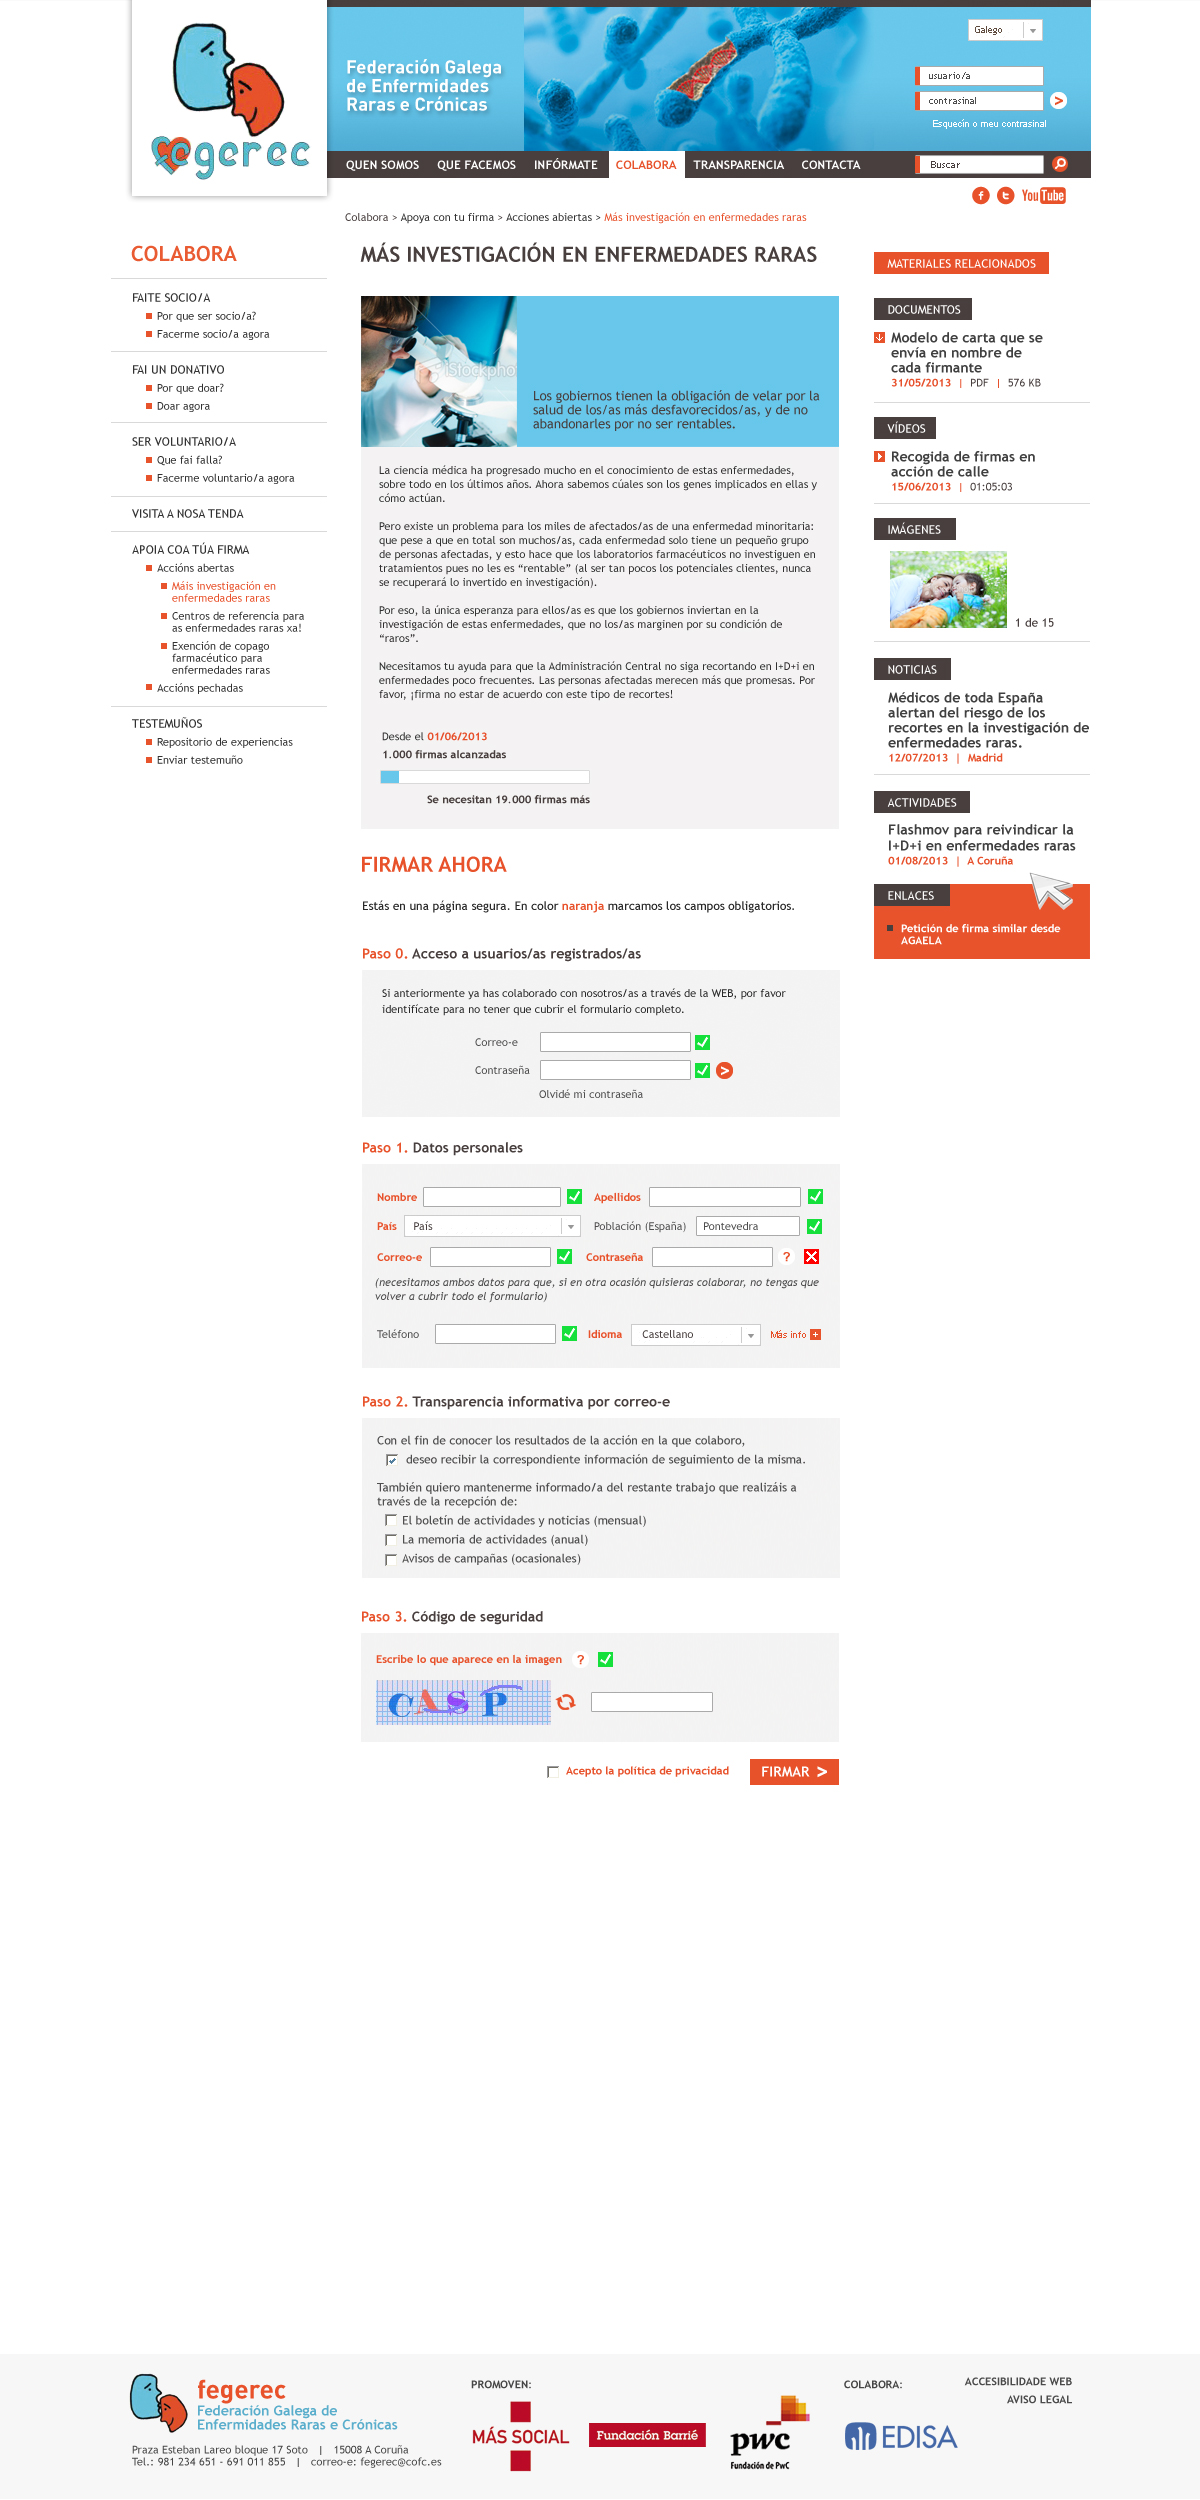 fegerec
Federación Galega
de Enfermidades
Raras e Crónicas
Galego
usuario/a
contrasinal
>
Esquecín o meu contrasinal
QUEN SOMOS
QUE FACEMOS
INFÓRMATE
COLABORA
TRANSPARENCIA
CONTACTA
Buscar
YouTube
Colabora > Apoya con tu firma > Acciones abiertas > Más investigación en enfermedades raras
COLABORA
FAITE SOCIO/A
Por que ser socio/a?
Facerme socio/a agora
FAI UN DONATIVO
Por que doar?
Doar agora
SER VOLUNTARIO/A
Que fai falla?
Facerme voluntario/a agora
VISITA A NOSA TENDA
APOIA COA TÚA FIRMA
Accións abertas
Máis investigación en
enfermedades raras
Centros de referencia para
as enfermedades raras xa!
Exención de copago
farmacéutico para
enfermedades raras
Accións pechadas
TESTEMUÑOS
Repositorio de experiencias
Enviar testemuño
MÁS INVESTIGACIÓN EN ENFERMEDADES RARAS
iStockpho
Los gobiernos tienen la obligación de velar por la
salud de los/as más desfavorecidos/as, y de no
abandonarles por no ser rentables.
La ciencia médica ha progresado mucho en el conocimiento de estas enfermedades,
sobre todo en los últimos años. Ahora sabemos cúales son los genes implicados en ellas y
cómo actúan.
Pero existe un problema para los miles de afectados/as de una enfermedad minoritaria:
que pese a que en total son muchos/as, cada enfermedad solo tiene un pequeño grupo
de personas afectadas, y esto hace que los laboratorios farmacéuticos no investiguen en
tratamientos pues no les es “rentable” (al ser tan pocos los potenciales clientes, nunca
se recuperará lo invertido en investigación).
Por eso, la única esperanza para ellos/as es que los gobiernos inviertan en la
investigación de estas enfermedades, que no los/as marginen por su condición de
“raros”.
Necesitamos tu ayuda para que la Administración Central no siga recortando en I+D+i en
enfermedades poco frecuentes. Las personas afectadas merecen más que promesas. Por
favor, ¡firma no estar de acuerdo con este tipo de recortes!
Desde el 01/06/2013
1.000 firmas alcanzadas
Se necesitan 19.000 firmas más
FIRMAR AHORA
Estás en una página segura. En color naranja marcamos los campos obligatorios.
Paso 0. Acceso a usuarios/as registrados/as
Si anteriormente ya has colaborado con nosotros/as a través de la WEB, por favor
identifícate para no tener que cubrir el formulario completo.
Correo-e
Contraseña
>
Olvidé mi contraseña
Paso 1. Datos personales
Nombre
Apellidos
País
País
Población (España)
Pontevedra
Correo-e
Contraseña
?
(necesitamos ambos datos para que, si en otra ocasión quisieras colaborar, no tengas que
volver a cubrir todo el formulario)
Teléfono
Idioma
Castellano
Más info +
Paso 2. Transparencia informativa por correo-e
Con el fin de conocer los resultados de la acción en la que colaboro,
deseo recibir la correspondiente información de seguimiento de la misma.
También quiero mantenerme informado/a del restante trabajo que realizáis a
través de la recepción de:
El boletín de actividades y noticias (mensual)
La memoria de actividades (anual)
Avisos de campañas (ocasionales)
Paso 3. Código de seguridad
Escribe lo que aparece en la imagen ?
CASP
Acepto la política de privacidad
FIRMAR >
MATERIALES RELACIONADOS
DOCUMENTOS
Modelo de carta que se
envía en nombre de
cada firmante
31/05/2013 | PDF | 576 KB
VÍDEOS
Recogida de firmas en
acción de calle
15/06/2013 | 01:05:03
IMÁGENES
1 de 15
NOTICIAS
Médicos de toda España
alertan del riesgo de los
recortes en la investigación de
enfermedades raras.
12/07/2013 | Madrid
ACTIVIDADES
Flashmov para reivindicar la
I+D+i en enfermedades raras
01/08/2013 | A Coruña
ENLACES
Petición de firma similar desde
AGAELA
fegerec
Federación Galega de
Enfermidades Raras e Crónicas
Praza Esteban Lareo bloque 17 Soto | 15008 A Coruña
Tel.: 981 234 651 - 691 011 855 | correo-e: fegerec@cofc.es
PROMOVEN:
MÁS SOCIAL
Fundación Barrié
pwc
Fundación de PwC
COLABORA:
EDISA
ACCESIBILIDADE WEB
AVISO LEGAL